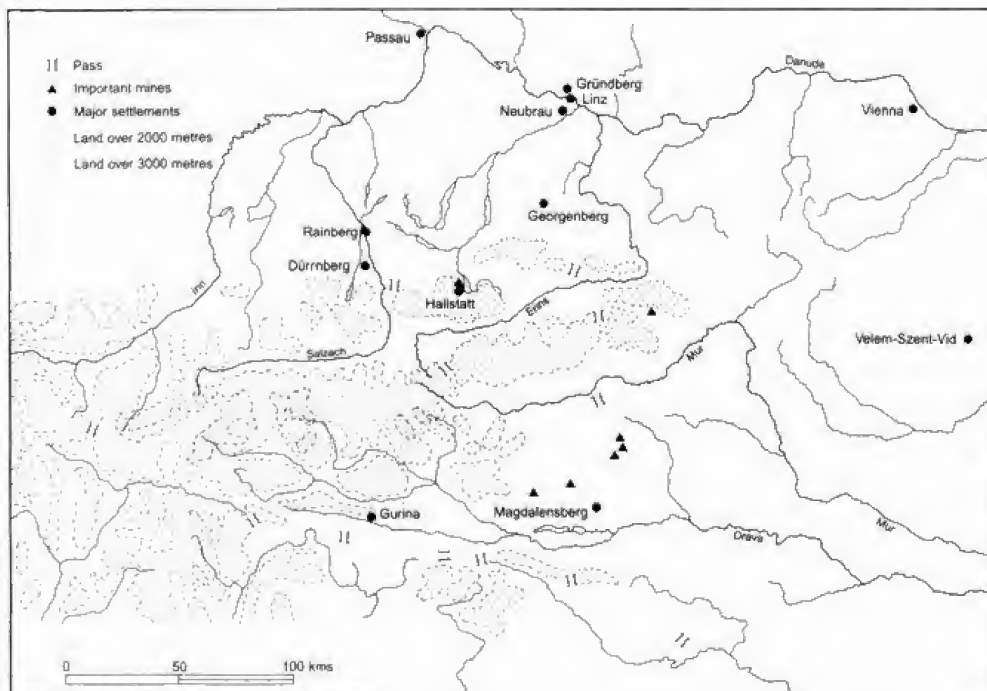 Passau
Pass
Important mines
Major settlements
Land over 2000 metres
Land over 3000 metres
Gründberg
Linz
Neubrau
Danude
Vienna
Georgenberg
Rainberg
Dürrnberg
Inn
Hallstatt
Enns
Salzach
Mur
Velem-Szent-Vid
Magdalensberg
Gurina
Drava
Mur
0 50 100 kms